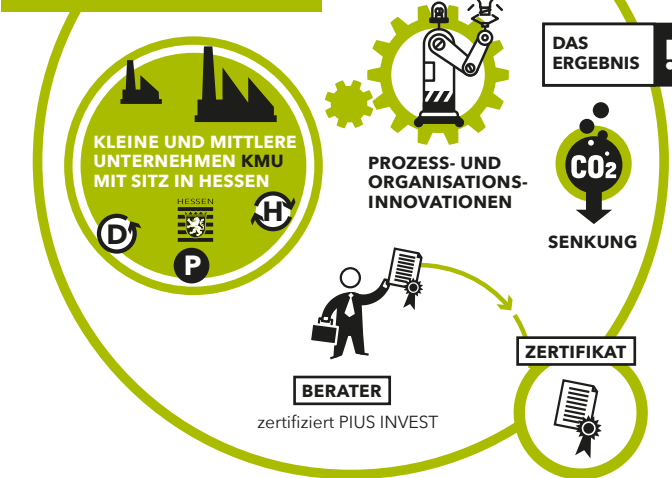 KLEINE UND MITTLERE
UNTERNEHMEN KMU
MIT SITZ IN HESSEN
HESSEN
D
H
P
PROZESS- UND
ORGANISATIONS-
INNOVATIONEN
DAS
ERGEBNIS
!
CO₂
SENKUNG
BERATER
zertifiziert PIUS INVEST
ZERTIFIKAT